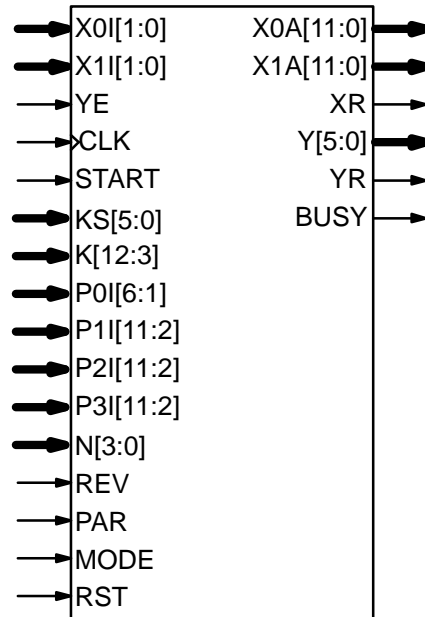 X0I[1:0] X0A[11:0]
X1I[1:0] X1A[11:0]
YE XR
CLK Y[5:0]
START YR
KS[5:0] BUSY
K[12:3]
P0I[6:1]
P1I[11:2]
P2I[11:2]
P3I[11:2]
N[3:0]
REV
PAR
MODE
RST